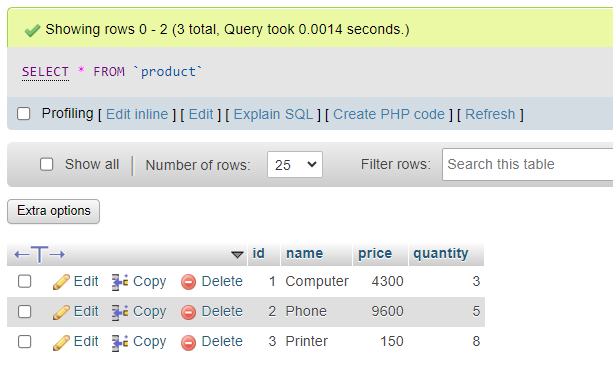 Showing rows 0 - 2 (3 total, Query took 0.0014 seconds.)
SELECT * FROM `product`
Profiling [ Edit inline ] [ Edit ] [ Explain SQL ] [ Create PHP code ] [ Refresh ]
Show all Number of rows: 25 Filter rows: Search this table
Extra options
id name price quantity
Edit Copy Delete 1 Computer 4300 3
Edit Copy Delete 2 Phone 9600 5
Edit Copy Delete 3 Printer 150 8